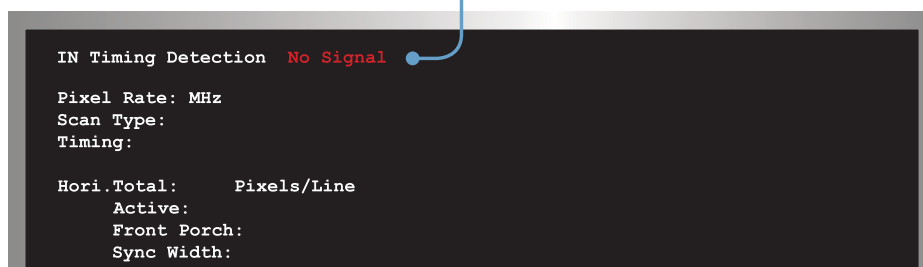 IN Timing Detection No Signal
Pixel Rate: MHz
Scan Type:
Timing:
Hori.Total: Pixels/Line
Active:
Front Porch:
Sync Width: